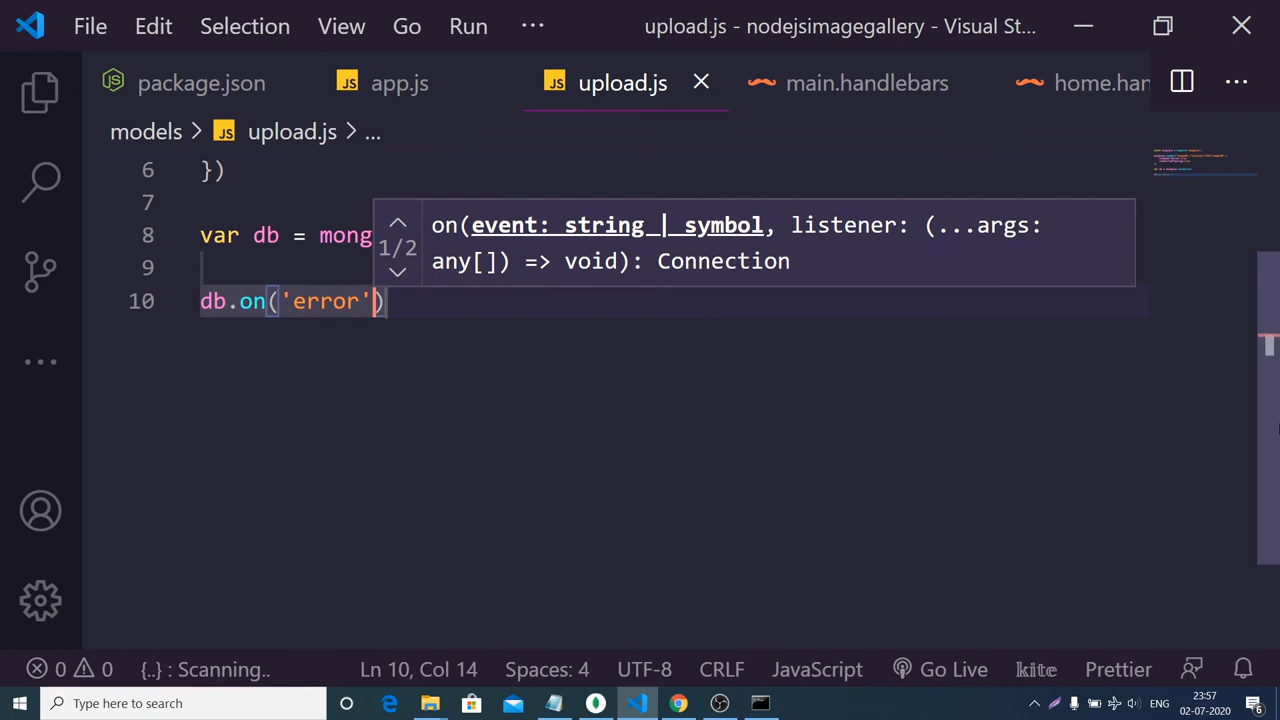 File Edit Selection View Go Run ··· upload.js - nodejsimagegallery - Visual St...
package.json app.js upload.js main.handlebars home.han
models > upload.js > ...
6 })
7
8 var db = mong
9
10 db.on('error')
on(event: string | symbol, listener: (...args:
1/2
any[]) => void): Connection
0 0 {..} : Scanning.. Ln 10, Col 14 Spaces: 4 UTF-8 CRLF JavaScript Go Live kite Prettier
Type here to search
ENG
23:57
02-07-2020
6